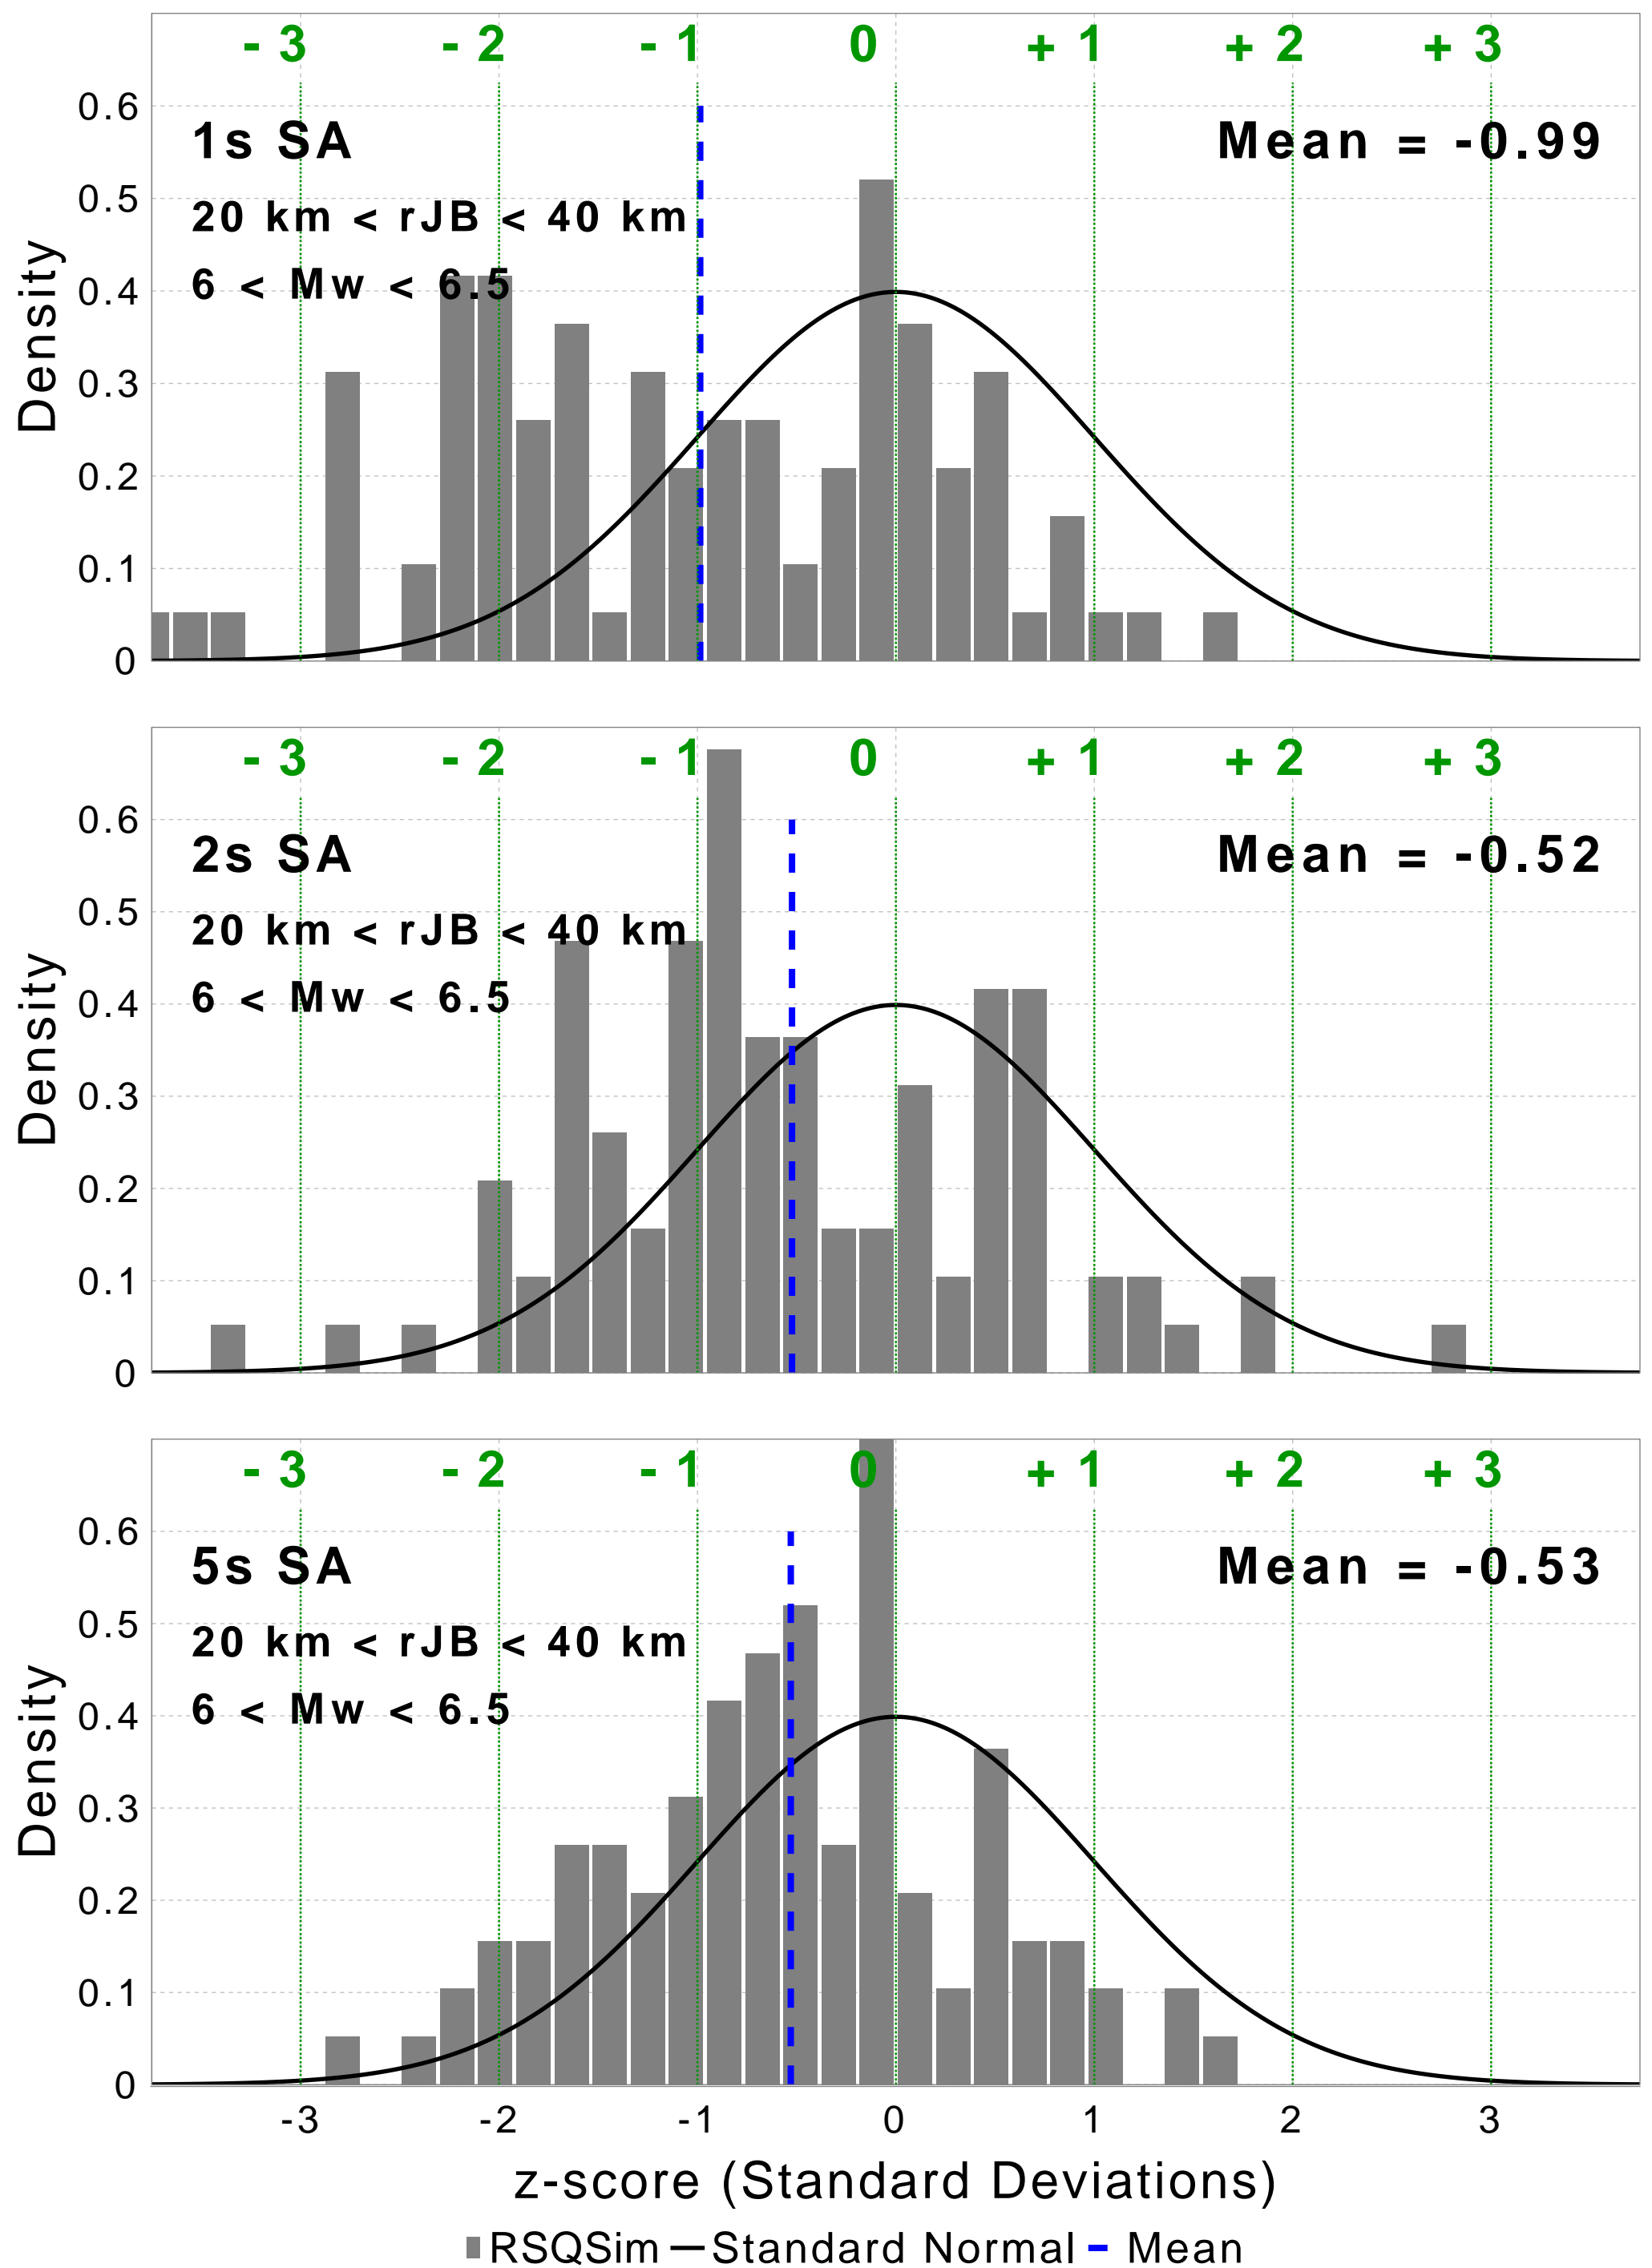 - 3 - 2 - 1 0 + 1 + 2 + 3
0.6
1s SA Mean = -0.99
0.5
20 km < rJB < 40 km
6 < Mw < 6.5
0.4
Density
0.3
0.2
0.1
0
- 3 - 2 - 1 0 + 1 + 2 + 3
0.6
2s SA Mean = -0.52
0.5
20 km < rJB < 40 km
6 < Mw < 6.5
0.4
Density
0.3
0.2
0.1
0
- 3 - 2 - 1 0 + 1 + 2 + 3
0.6
5s SA Mean = -0.53
0.5
20 km < rJB < 40 km
6 < Mw < 6.5
0.4
Density
0.3
0.2
0.1
0
-3 -2 -1 0 1 2 3
z-score (Standard Deviations)
RSQSim Standard Normal Mean